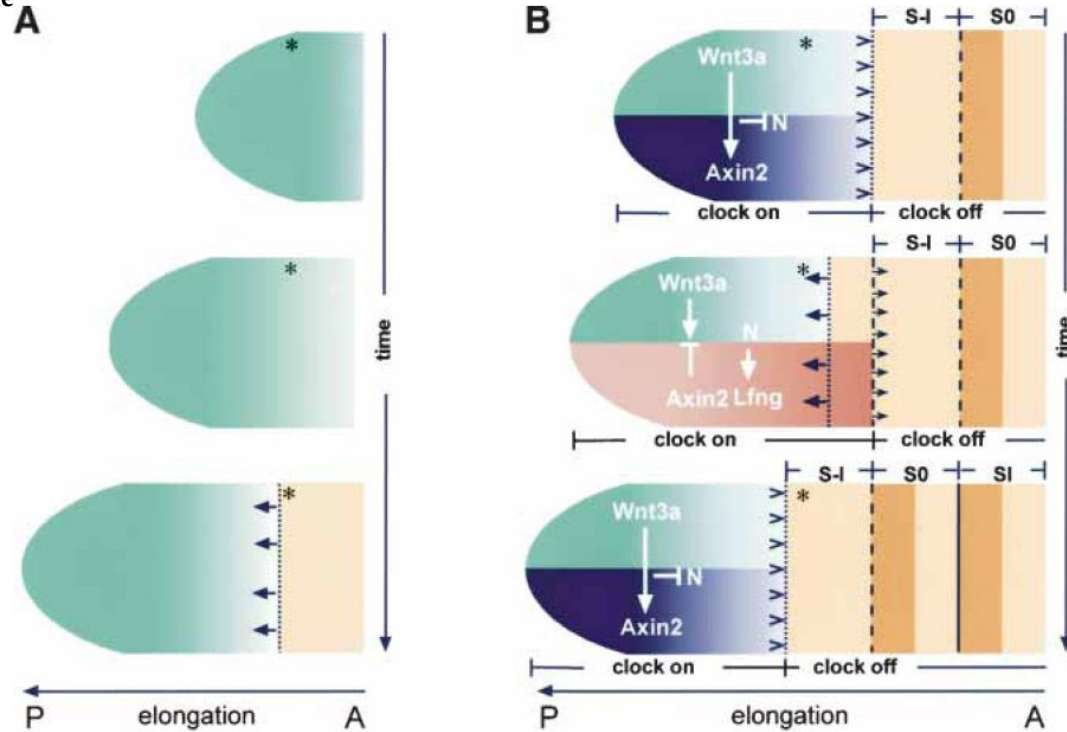 e
A
*
*
*
time
P
elongation
A
B
S-I
S0
Wnt3a
*
N
Axin2
clock on
clock off
S-I
S0
Wnt3a
*
N
Axin2
Lfng
clock on
clock off
S-I
S0
SI
Wnt3a
*
N
Axin2
clock on
clock off
time
P
elongation
A